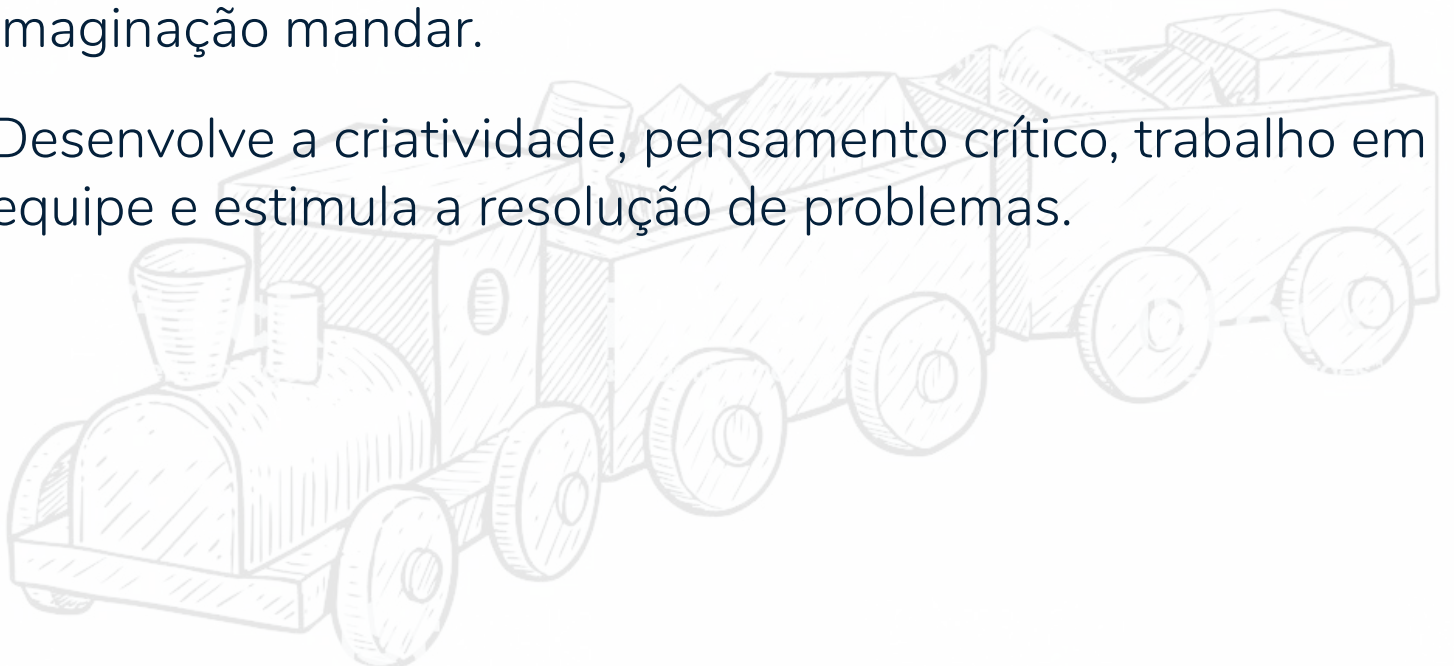 maginação mandar.
Desenvolve a criatividade, pensamento crítico, trabalho em
equipe e estimula a resolução de problemas.